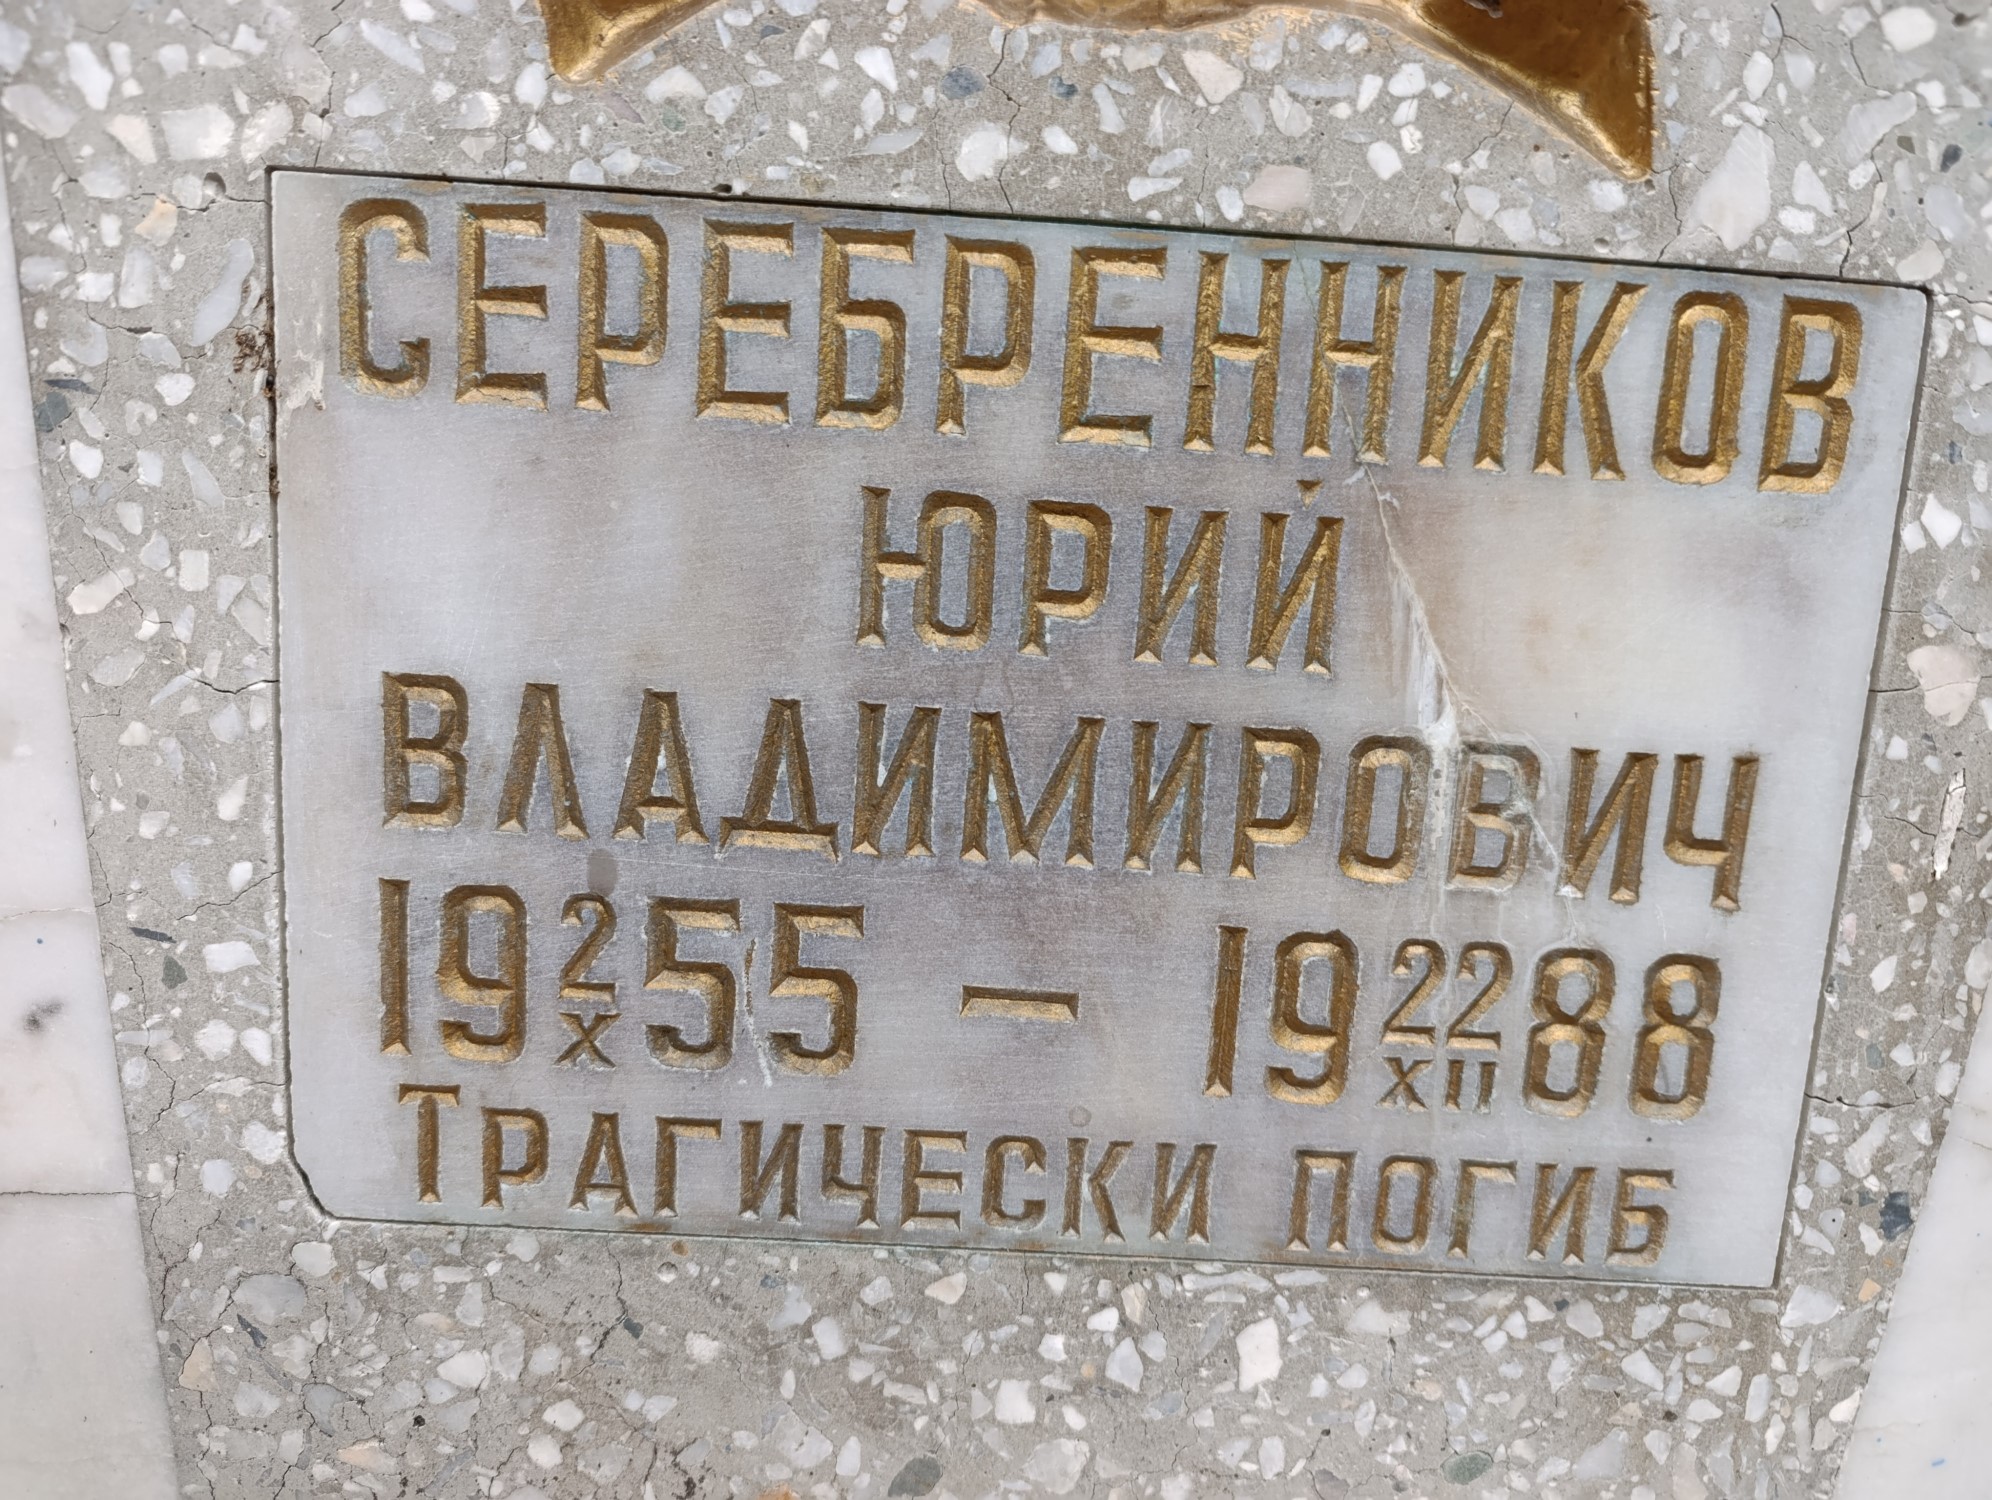 СЕРЕБРЕННИКОВ
ЮРИЙ
ВЛАДИМИРОВИЧ
19 2/X 55 — 19 22/XII 88
ТРАГИЧЕСКИ ПОГИБ